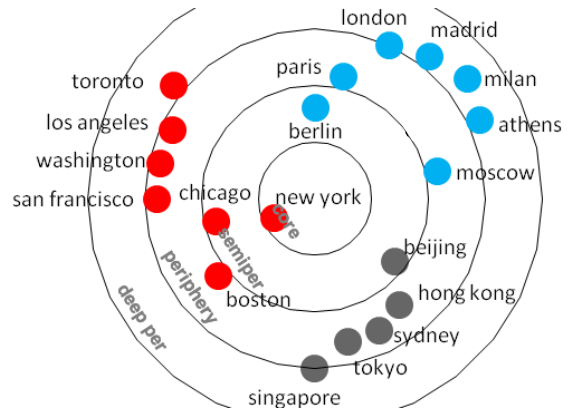 london
madrid
toronto
paris
milan
los angeles
berlin
athens
washington
moscow
san francisco
chicago
new york
core
semiper
beijing
periphery
boston
hong kong
deep per
sydney
tokyo
singapore